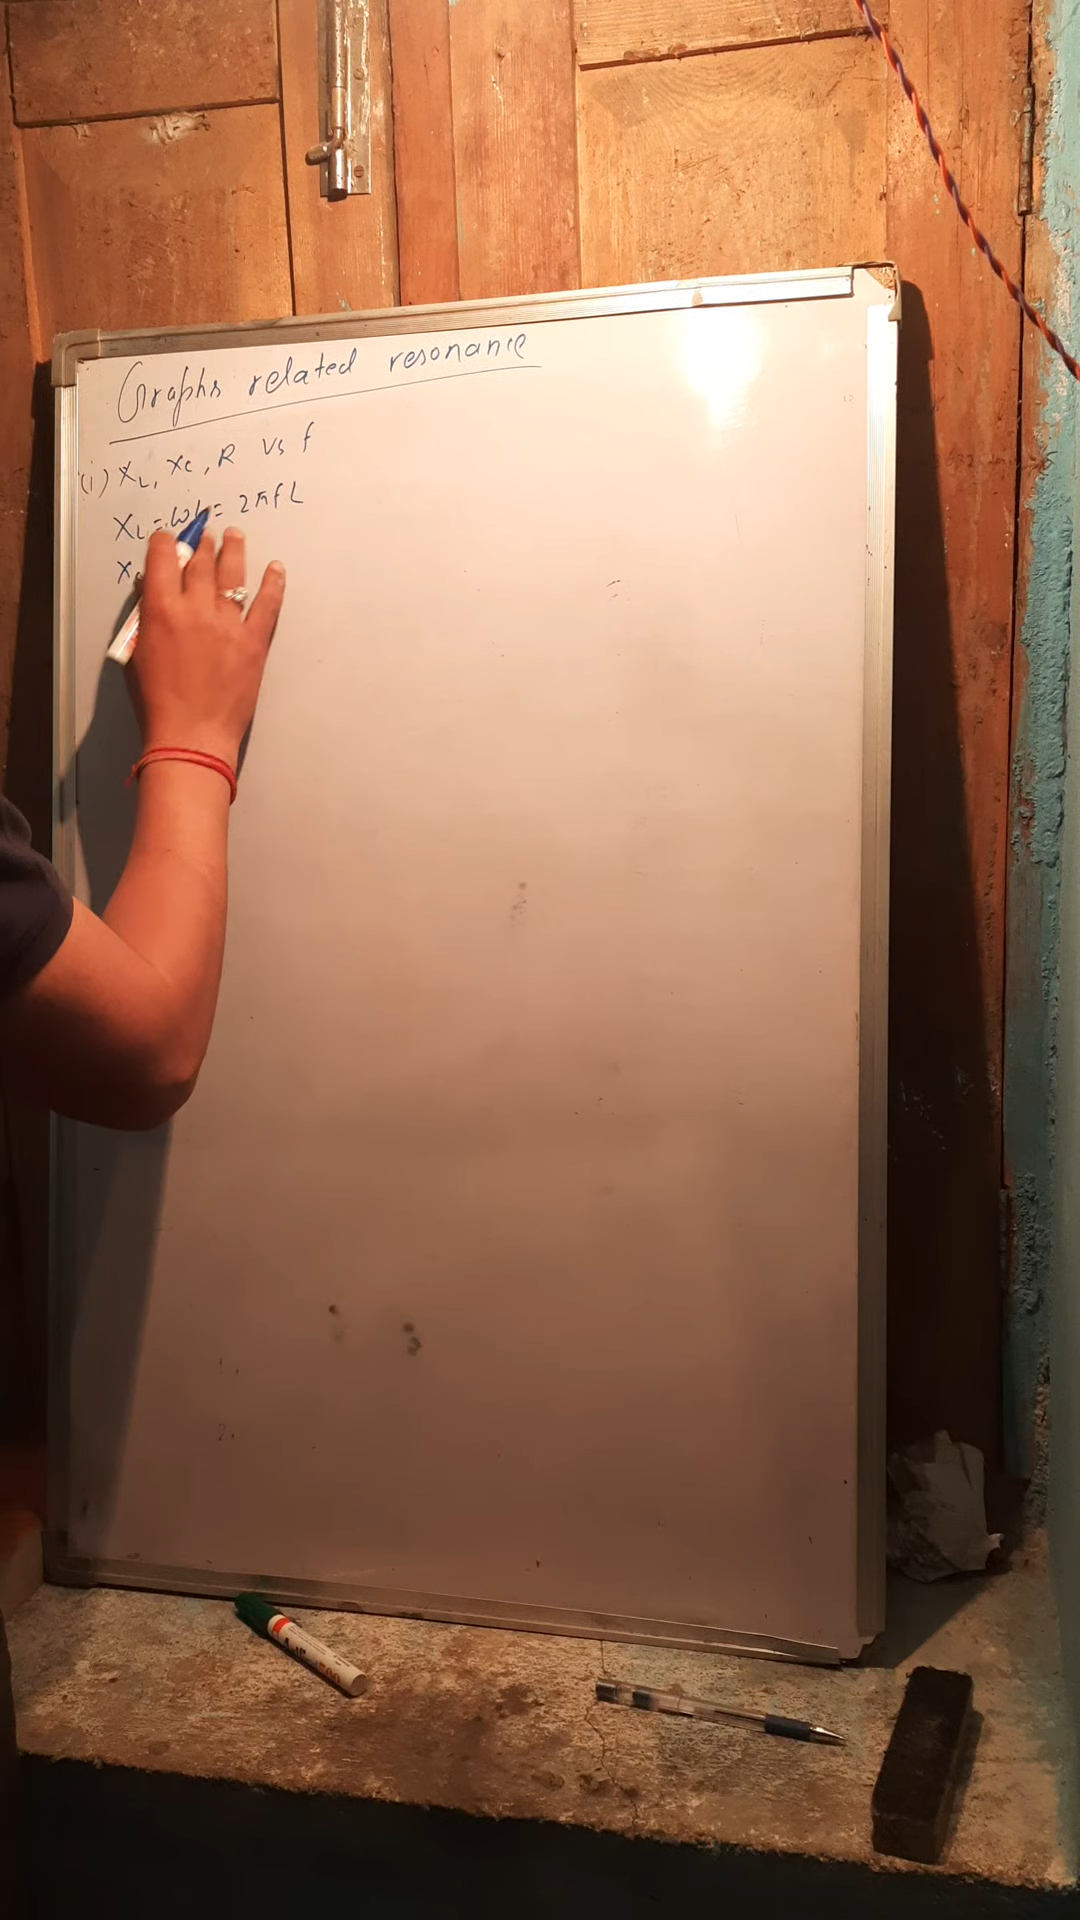 Graphs related resonance
(i) XL, Xc, R Vs f
XL = ωL = 2πfL
X